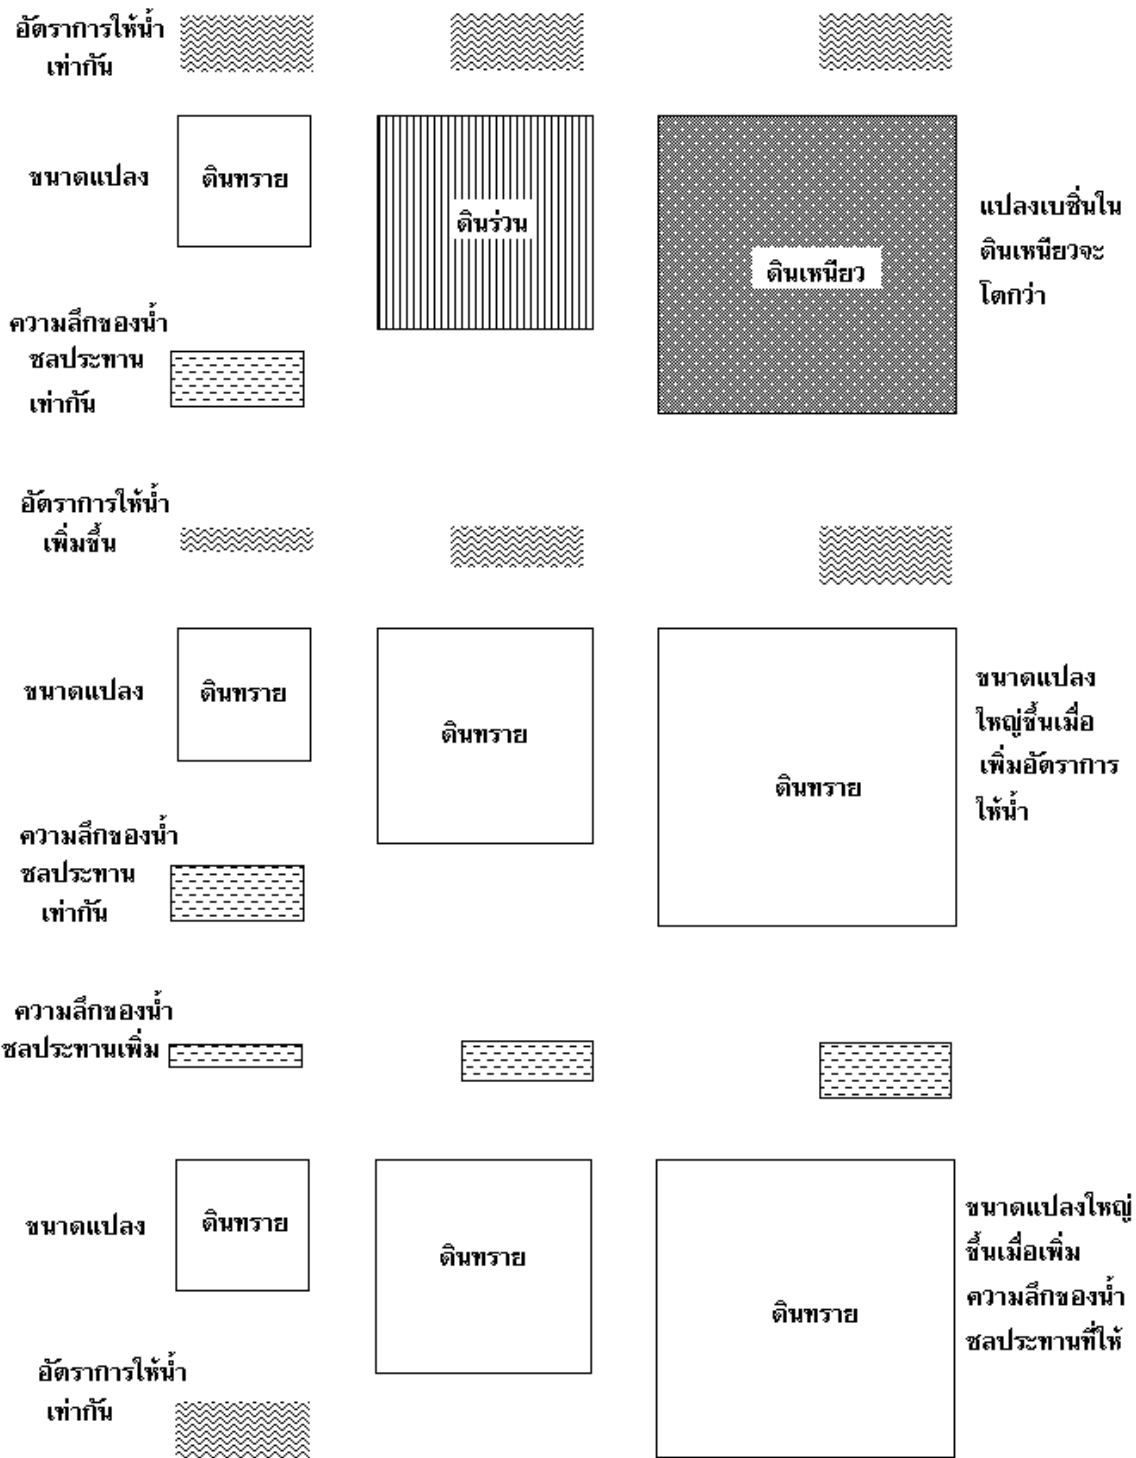 อัตราการให้น้ำ
เท่ากัน
ขนาดแปลง
ดินทราย
ดินร่วน
ดินเหนียว
แปลงเบซิ่นใน
ดินเหนียวจะ
โตกว่า
ความลึกของน้ำ
ชลประทาน
เท่ากัน
อัตราการให้น้ำ
เพิ่มขึ้น
ขนาดแปลง
ดินทราย
ดินทราย
ดินทราย
ขนาดแปลง
ใหญ่ขึ้นเมื่อ
เพิ่มอัตราการ
ให้น้ำ
ความลึกของน้ำ
ชลประทาน
เท่ากัน
ความลึกของน้ำ
ชลประทานเพิ่ม
ขนาดแปลง
ดินทราย
ดินทราย
ดินทราย
ขนาดแปลงใหญ่
ขึ้นเมื่อเพิ่ม
ความลึกของน้ำ
ชลประทานที่ให้
อัตราการให้น้ำ
เท่ากัน